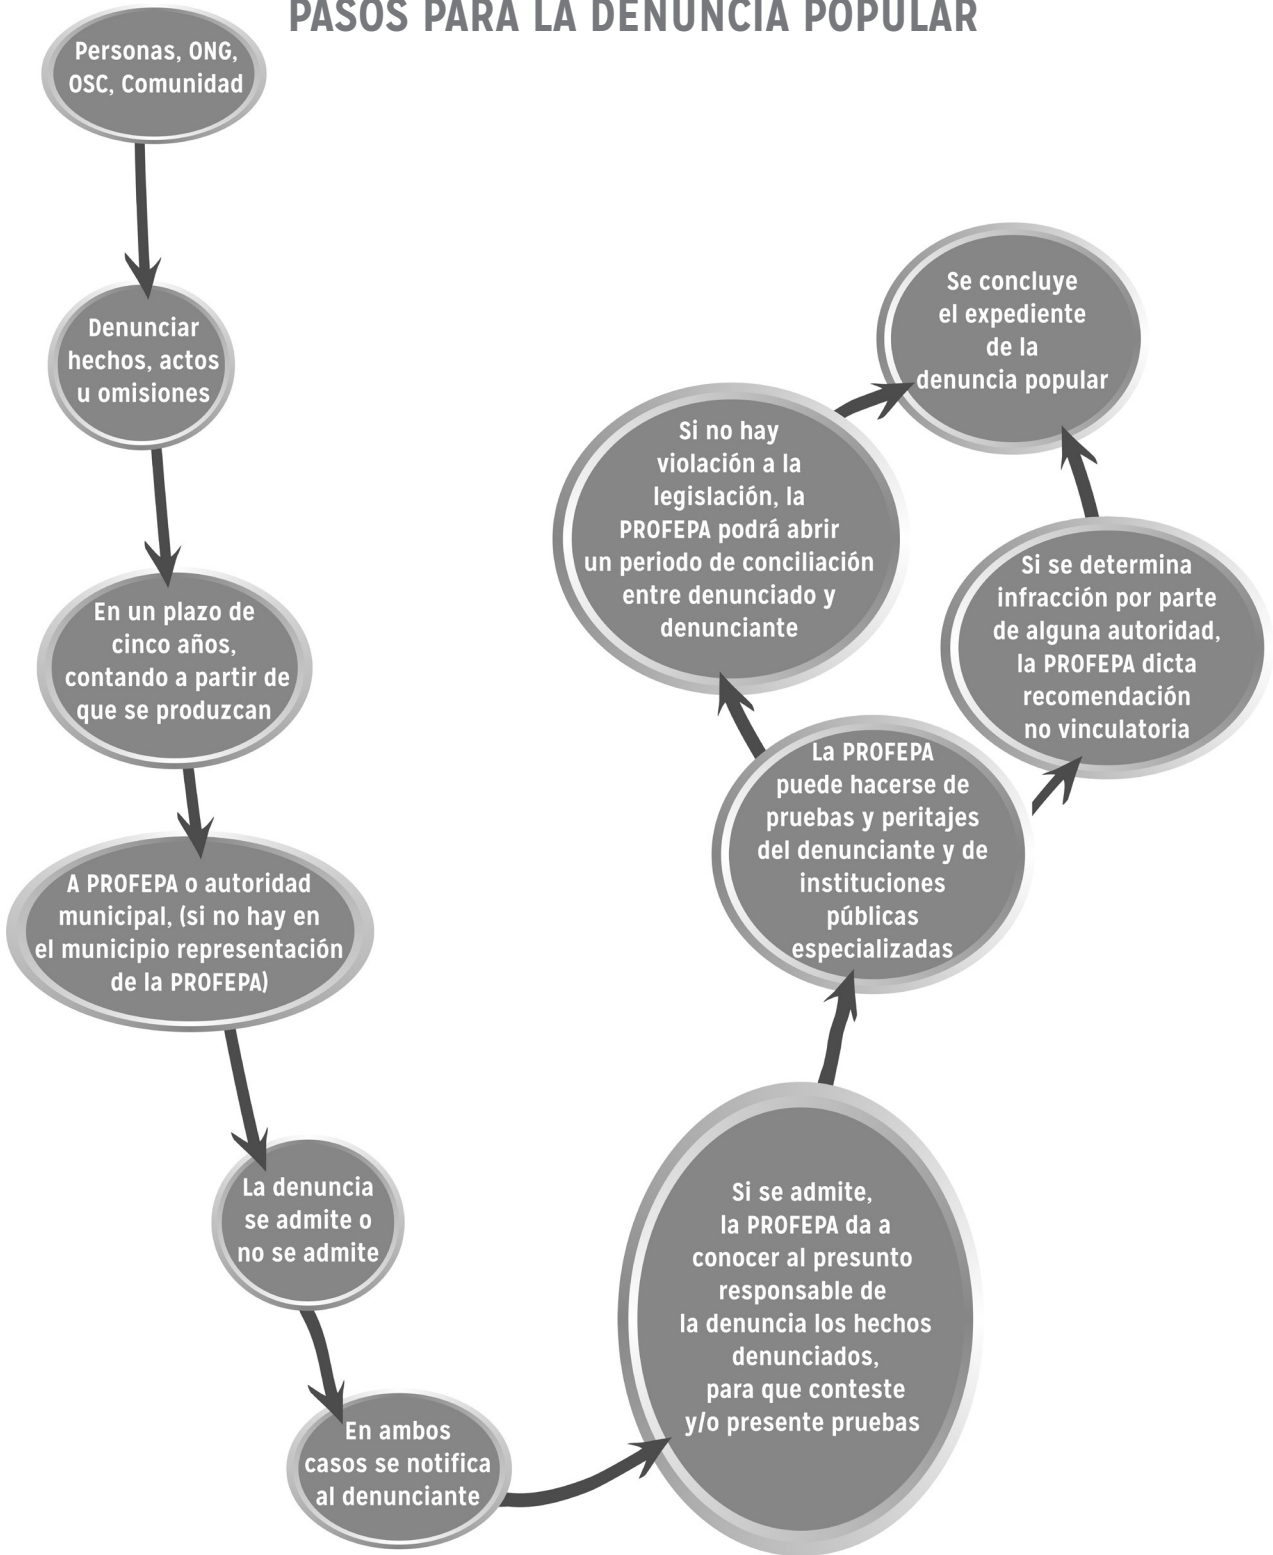 PASOS PARA LA DENUNCIA POPULAR
Personas, ONG,
OSC, Comunidad
Denunciar
hechos, actos
u omisiones
En un plazo de
cinco años,
contando a partir de
que se produzcan
A PROFEPA o autoridad
municipal, (si no hay en
el municipio representación
de la PROFEPA)
La denuncia
se admite o
no se admite
En ambos
casos se notifica
al denunciante
Si se admite,
la PROFEPA da a
conocer al presunto
responsable de
la denuncia los hechos
denunciados,
para que conteste
y/o presente pruebas
La PROFEPA
puede hacerse de
pruebas y peritajes
del denunciante y de
instituciones
públicas
especializadas
Si no hay
violación a la
legislación, la
PROFEPA podrá abrir
un periodo de conciliación
entre denunciado y
denunciante
Si se determina
infracción por parte
de alguna autoridad,
la PROFEPA dicta
recomendación
no vinculatoria
Se concluye
el expediente
de la
denuncia popular